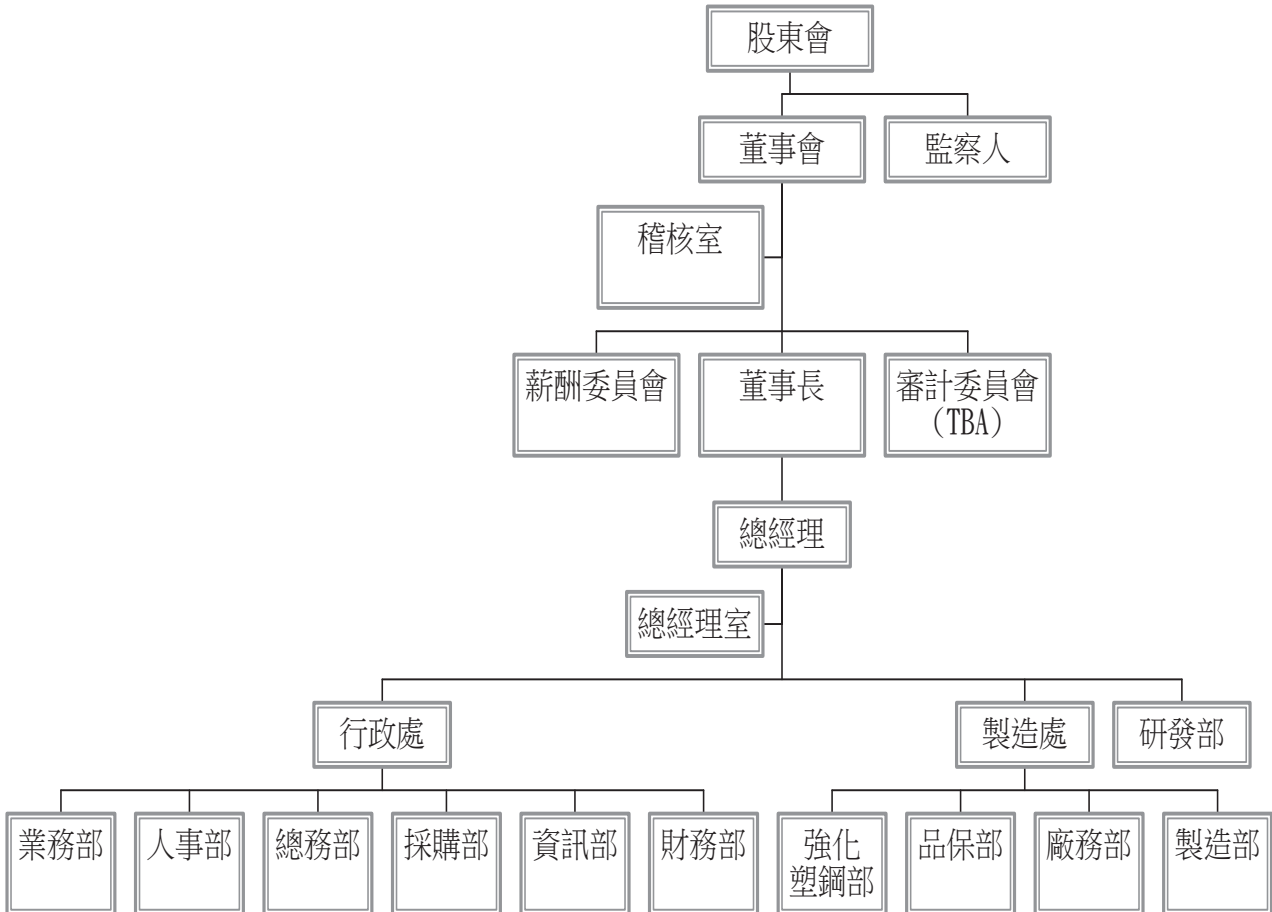 股東會
董事會
監察人
稽核室
薪酬委員會
董事長
審計委員會
(TBA)
總經理
總經理室
行政處
製造處
研發部
業務部
人事部
總務部
採購部
資訊部
財務部
強化
塑鋼部
品保部
廠務部
製造部